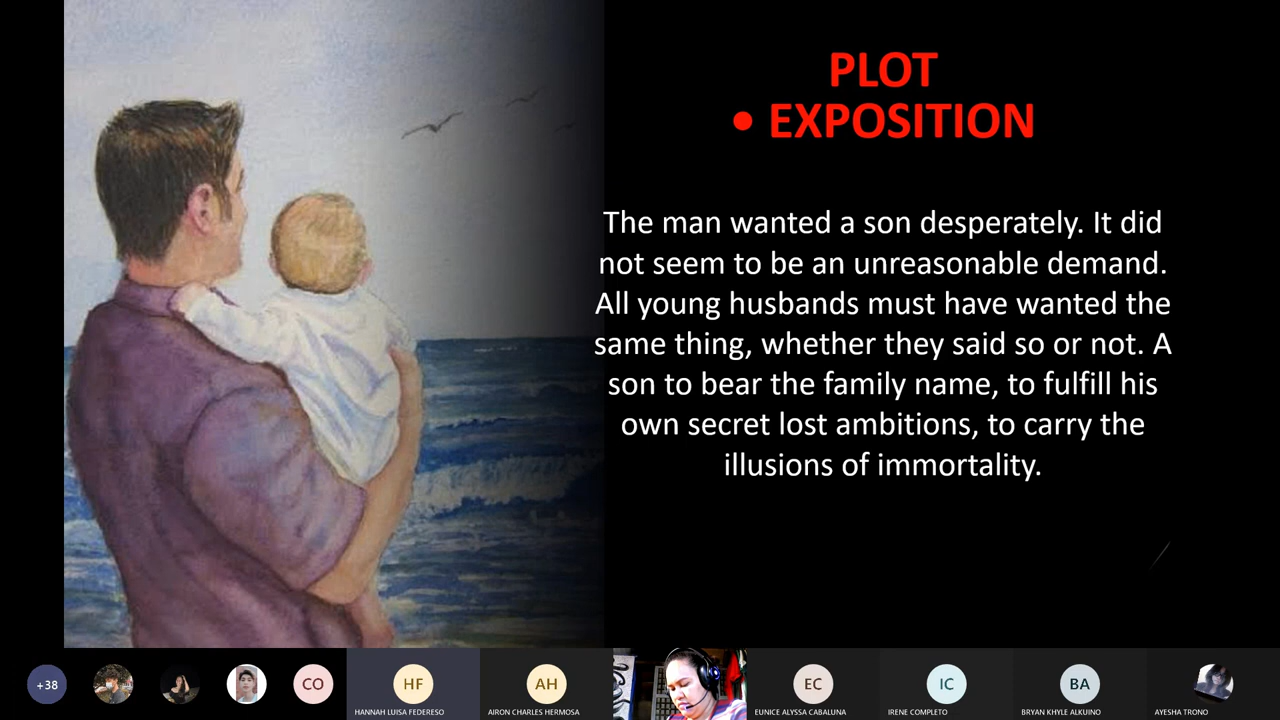 PLOT
• EXPOSITION
The man wanted a son desperately. It did
not seem to be an unreasonable demand.
All young husbands must have wanted the
same thing, whether they said so or not. A
son to bear the family name, to fulfill his
own secret lost ambitions, to carry the
illusions of immortality.
+38
CO
HF
AH
EC
IC
BA
HANNAH LUISA FEDERESO
AIRON CHARLES HERMOSA
EUNICE ALYSSA CABALUNA
IRENE COMPLETO
BRYAN KHYLE ALKUINO
AYESHA TRONO